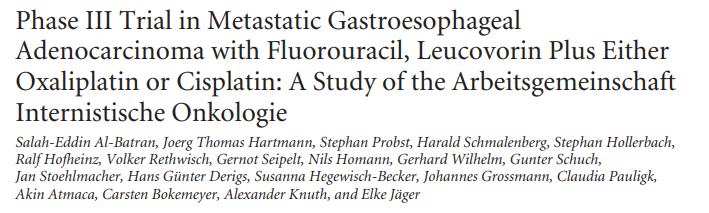 Phase III Trial in Metastatic Gastroesophageal
Adenocarcinoma with Fluorouracil, Leucovorin Plus Either
Oxaliplatin or Cisplatin: A Study of the Arbeitsgemeinschaft
Internistische Onkologie
Salah-Eddin Al-Batran, Joerg Thomas Hartmann, Stephan Probst, Harald Schmalenberg, Stephan Hollerbach,
Ralf Hofheinz, Volker Rethwisch, Gernot Seipelt, Nils Homann, Gerhard Wilhelm, Gunter Schuch,
Jan Stoehlmacher, Hans Günter Derigs, Susanna Hegewisch-Becker, Johannes Grossmann, Claudia Pauligk,
Akin Atmaca, Carsten Bokemeyer, Alexander Knuth, and Elke Jäger